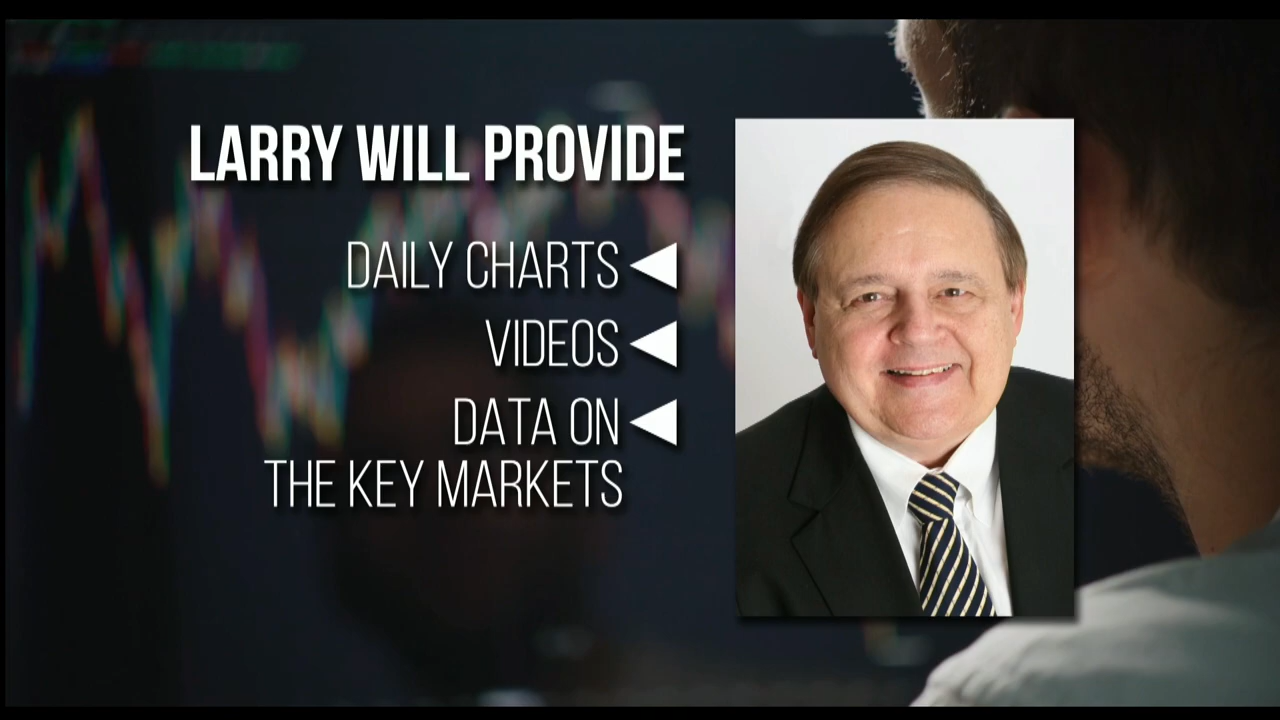 LARRY WILL PROVIDE
DAILY CHARTS
VIDEOS
DATA ON
THE KEY MARKETS